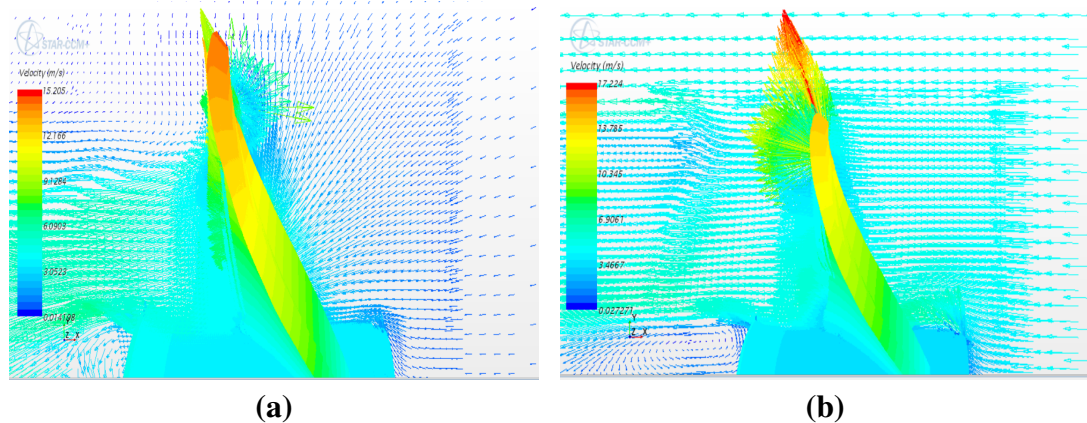 STAR-CCM+
Velocity (m/s)
15.205
12.166
9.1284
6.0903
3.0523
0.014188
Y
Z X
(a)
STAR-CCM+
Velocity (m/s)
17.224
13.785
10.345
6.9061
3.4667
0.027271
Y
Z X
(b)